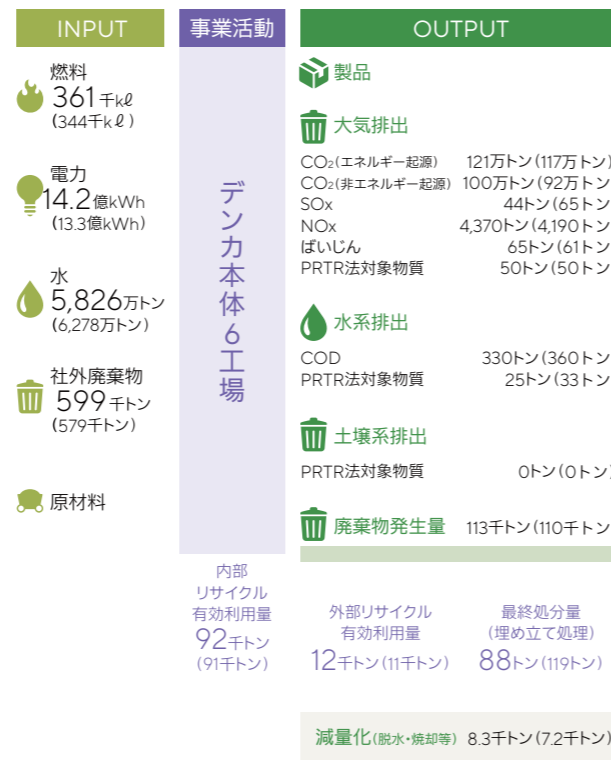 INPUT
燃料
361千kℓ
(344千kℓ)
電力
14.2億kWh
(13.3億kWh)
水
5,826万トン
(6,278万トン)
社外廃棄物
599千トン
(579千トン)
原材料
事業活動
デンカ本体6工場
内部
リサイクル
有効利用量
92千トン
(91千トン)
OUTPUT
製品
大気排出
CO₂(エネルギー起源) 121万トン(117万トン)
CO₂(非エネルギー起源) 100万トン(92万トン
SOx 44トン(65トン
NOx 4,370トン(4,190トン
ばいじん 65トン(61トン
PRTR法対象物質 50トン(50トン
水系排出
COD 330トン(360トン
PRTR法対象物質 25トン(33トン
土壌系排出
PRTR法対象物質 0トン(0トン)
廃棄物発生量 113千トン(110千トン
外部リサイクル
有効利用量
12千トン(11千トン)
最終処分量
(埋め立て処理)
88トン(119トン)
減量化(脱水・焼却等) 8.3千トン(7.2千トン)